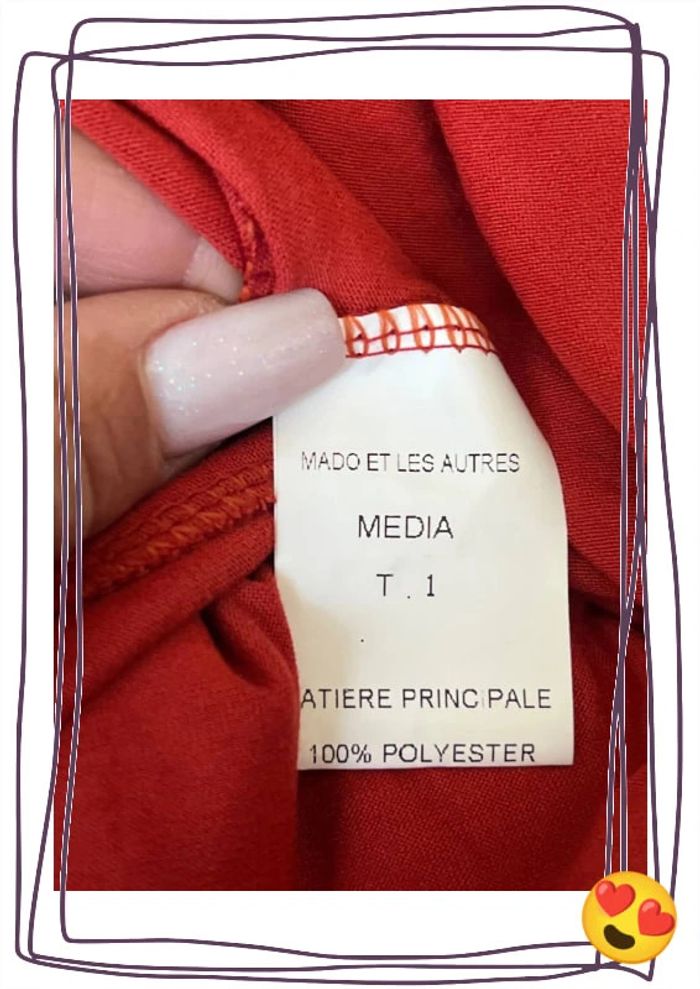 MADO ET LES AUTRES
MEDIA
T . 1
ATIERE PRINCIPALE
100% POLYESTER